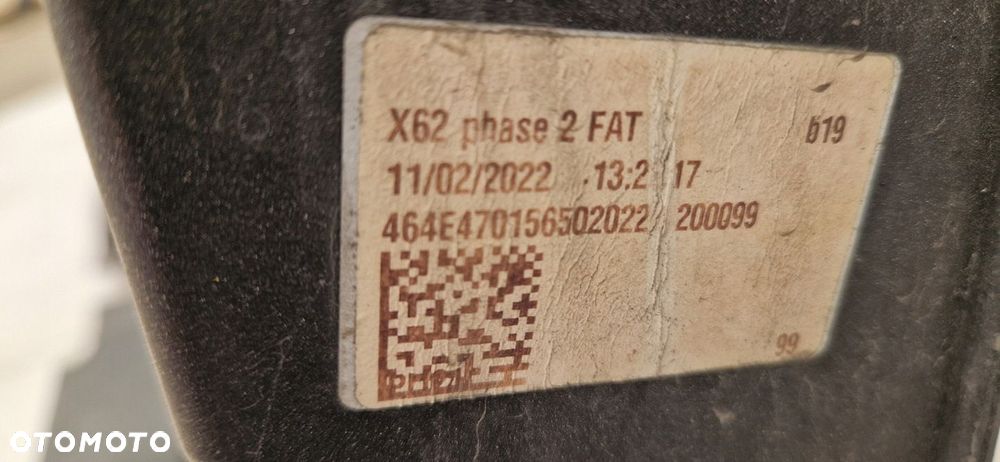 X62 phase 2 FAT b19
11/02/2022 13:2 17
464E470156502022 200099
99
OTOMOTO